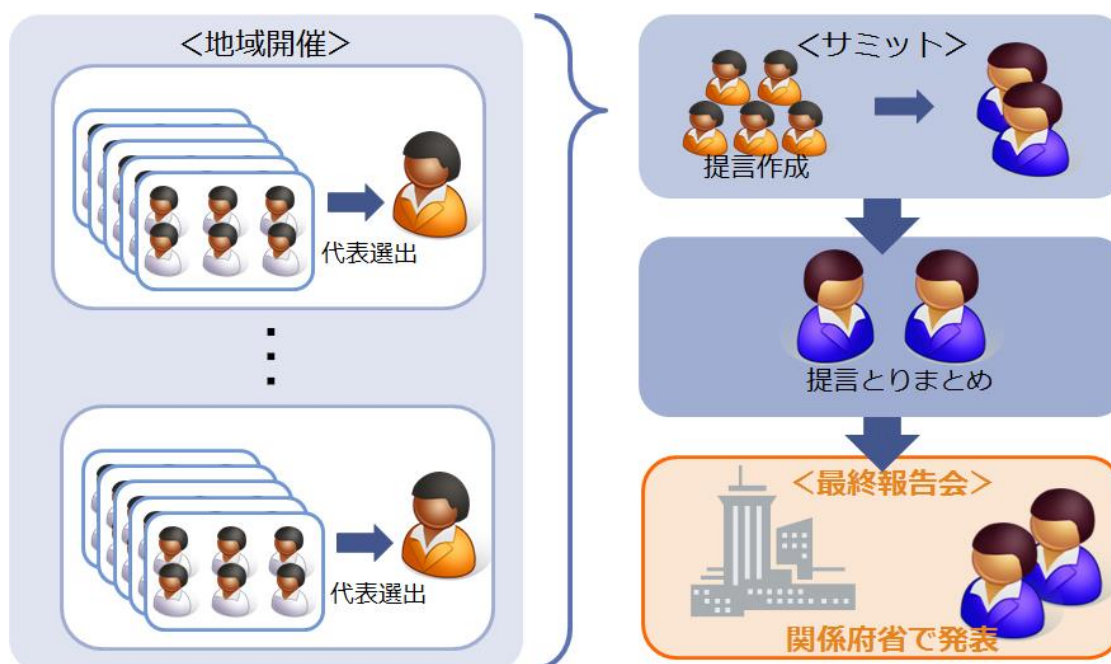 ＜地域開催＞
代表選出
代表選出
＜サミット＞
提言作成
提言とりまとめ
＜最終報告会＞
関係府省で発表